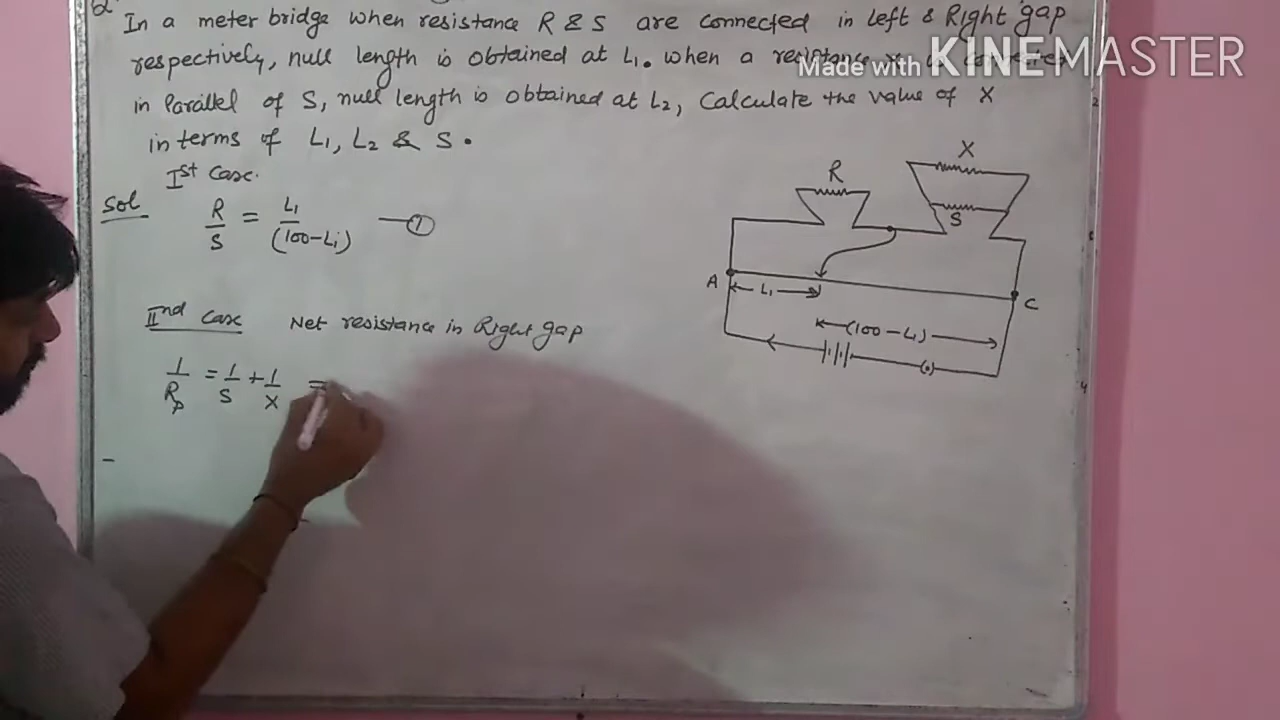 Q
In a meter bridge when resistance R & S are connected in left & Right gap
respectively, null length is obtained at L1. when a
in parallel of S, null length is obtained at L2, Calculate the value of X
in terms of L1, L2 & S.
Made with KINEMASTER
Ist Case.
Sol
R/S = L1/(100-L1) —①
IInd Case Net resistance in Right gap
1/Rp = 1/S + 1/X =
X
R
S
A
L1
C
(100-L1)